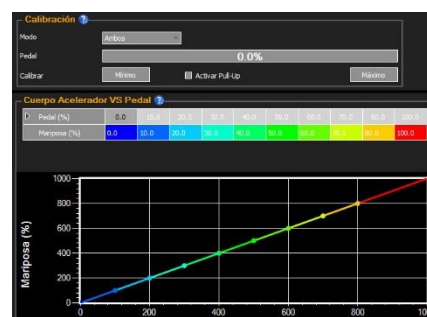 Calibración
Modo Ambos
Pedal 0.0%
Calibrar Mínimo Activar Pull-Up Máximo
Cuerpo Acelerador VS Pedal
Pedal (%) 0.0 10.0 20.0 30.0 40.0 50.0 60.0 70.0 80.0 100.0
Mariposa (%) 0.0 10.0 20.0 30.0 40.0 50.0 60.0 70.0 80.0 100.0
Mariposa (%)
1000
800
600
400
200
0
0 200 400 600 800 10